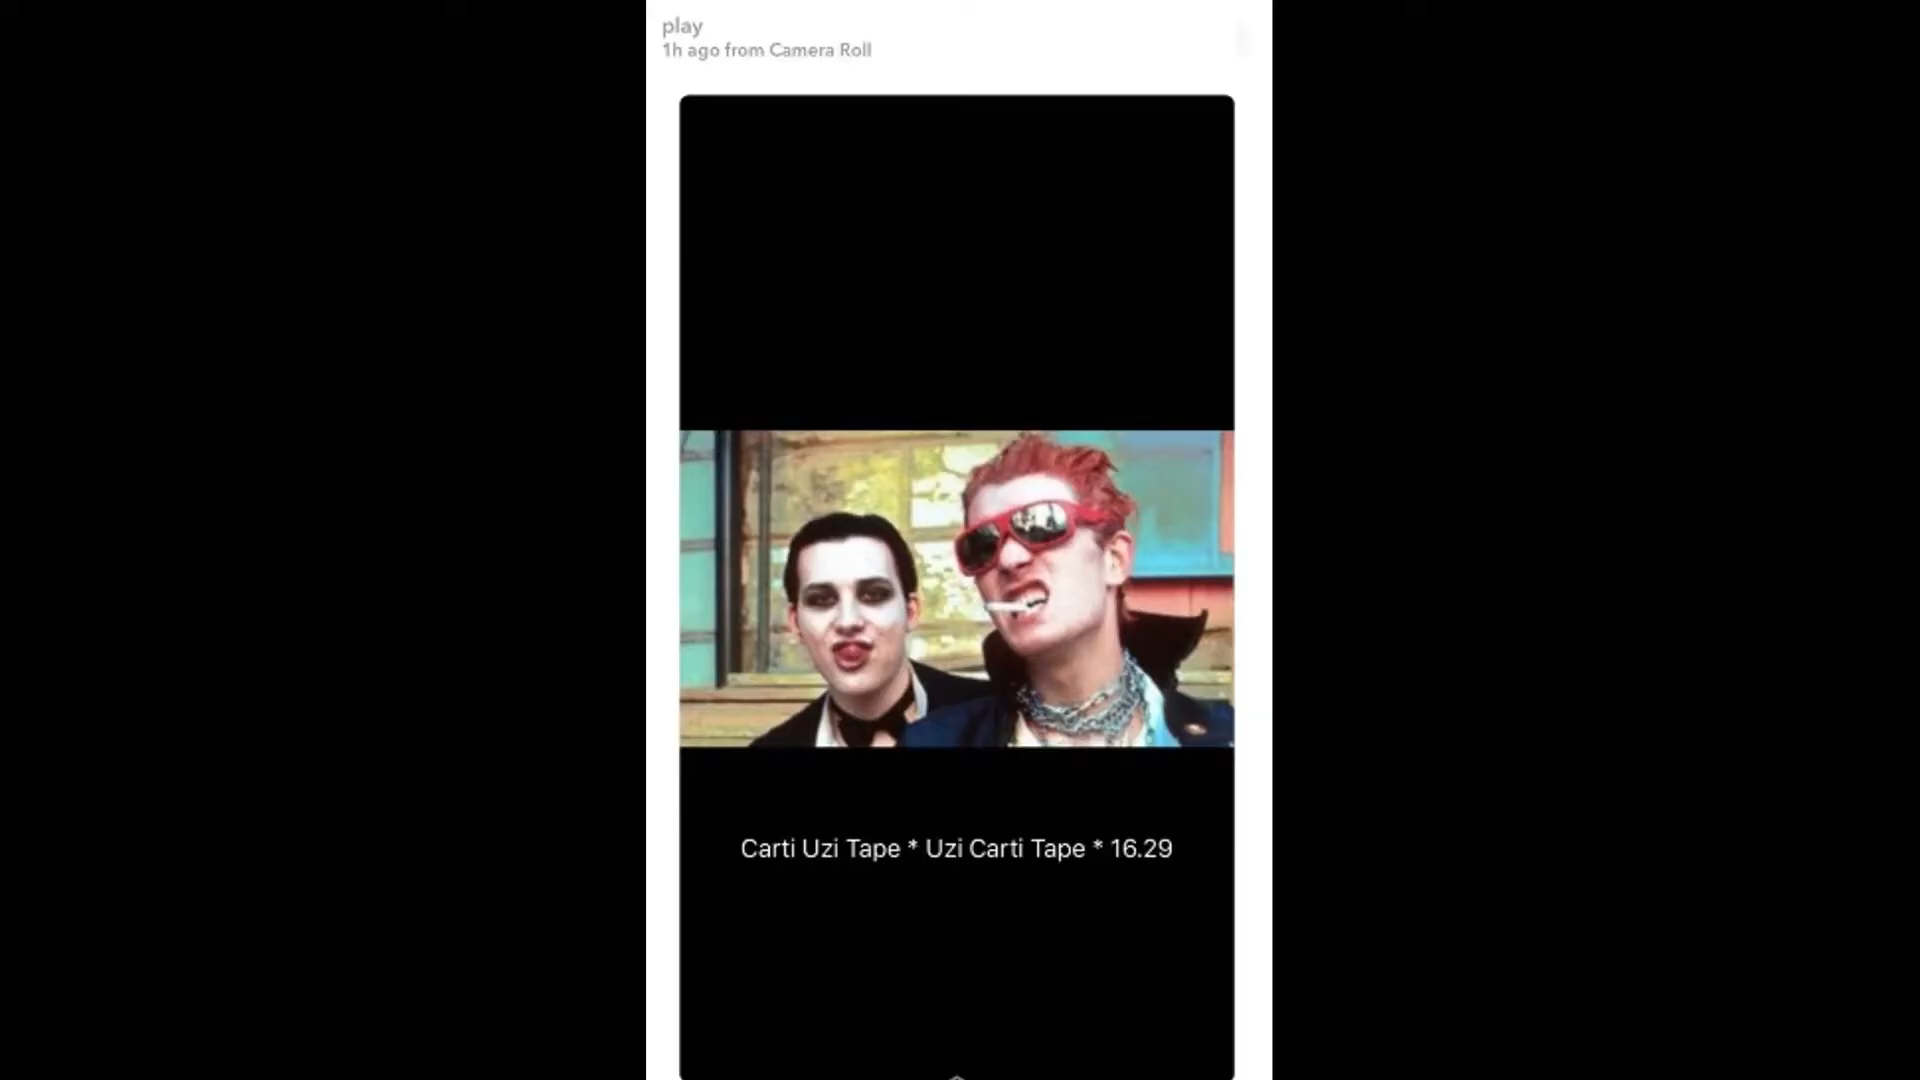 play
1h ago from Camera Roll
Carti Uzi Tape * Uzi Carti Tape * 16.29